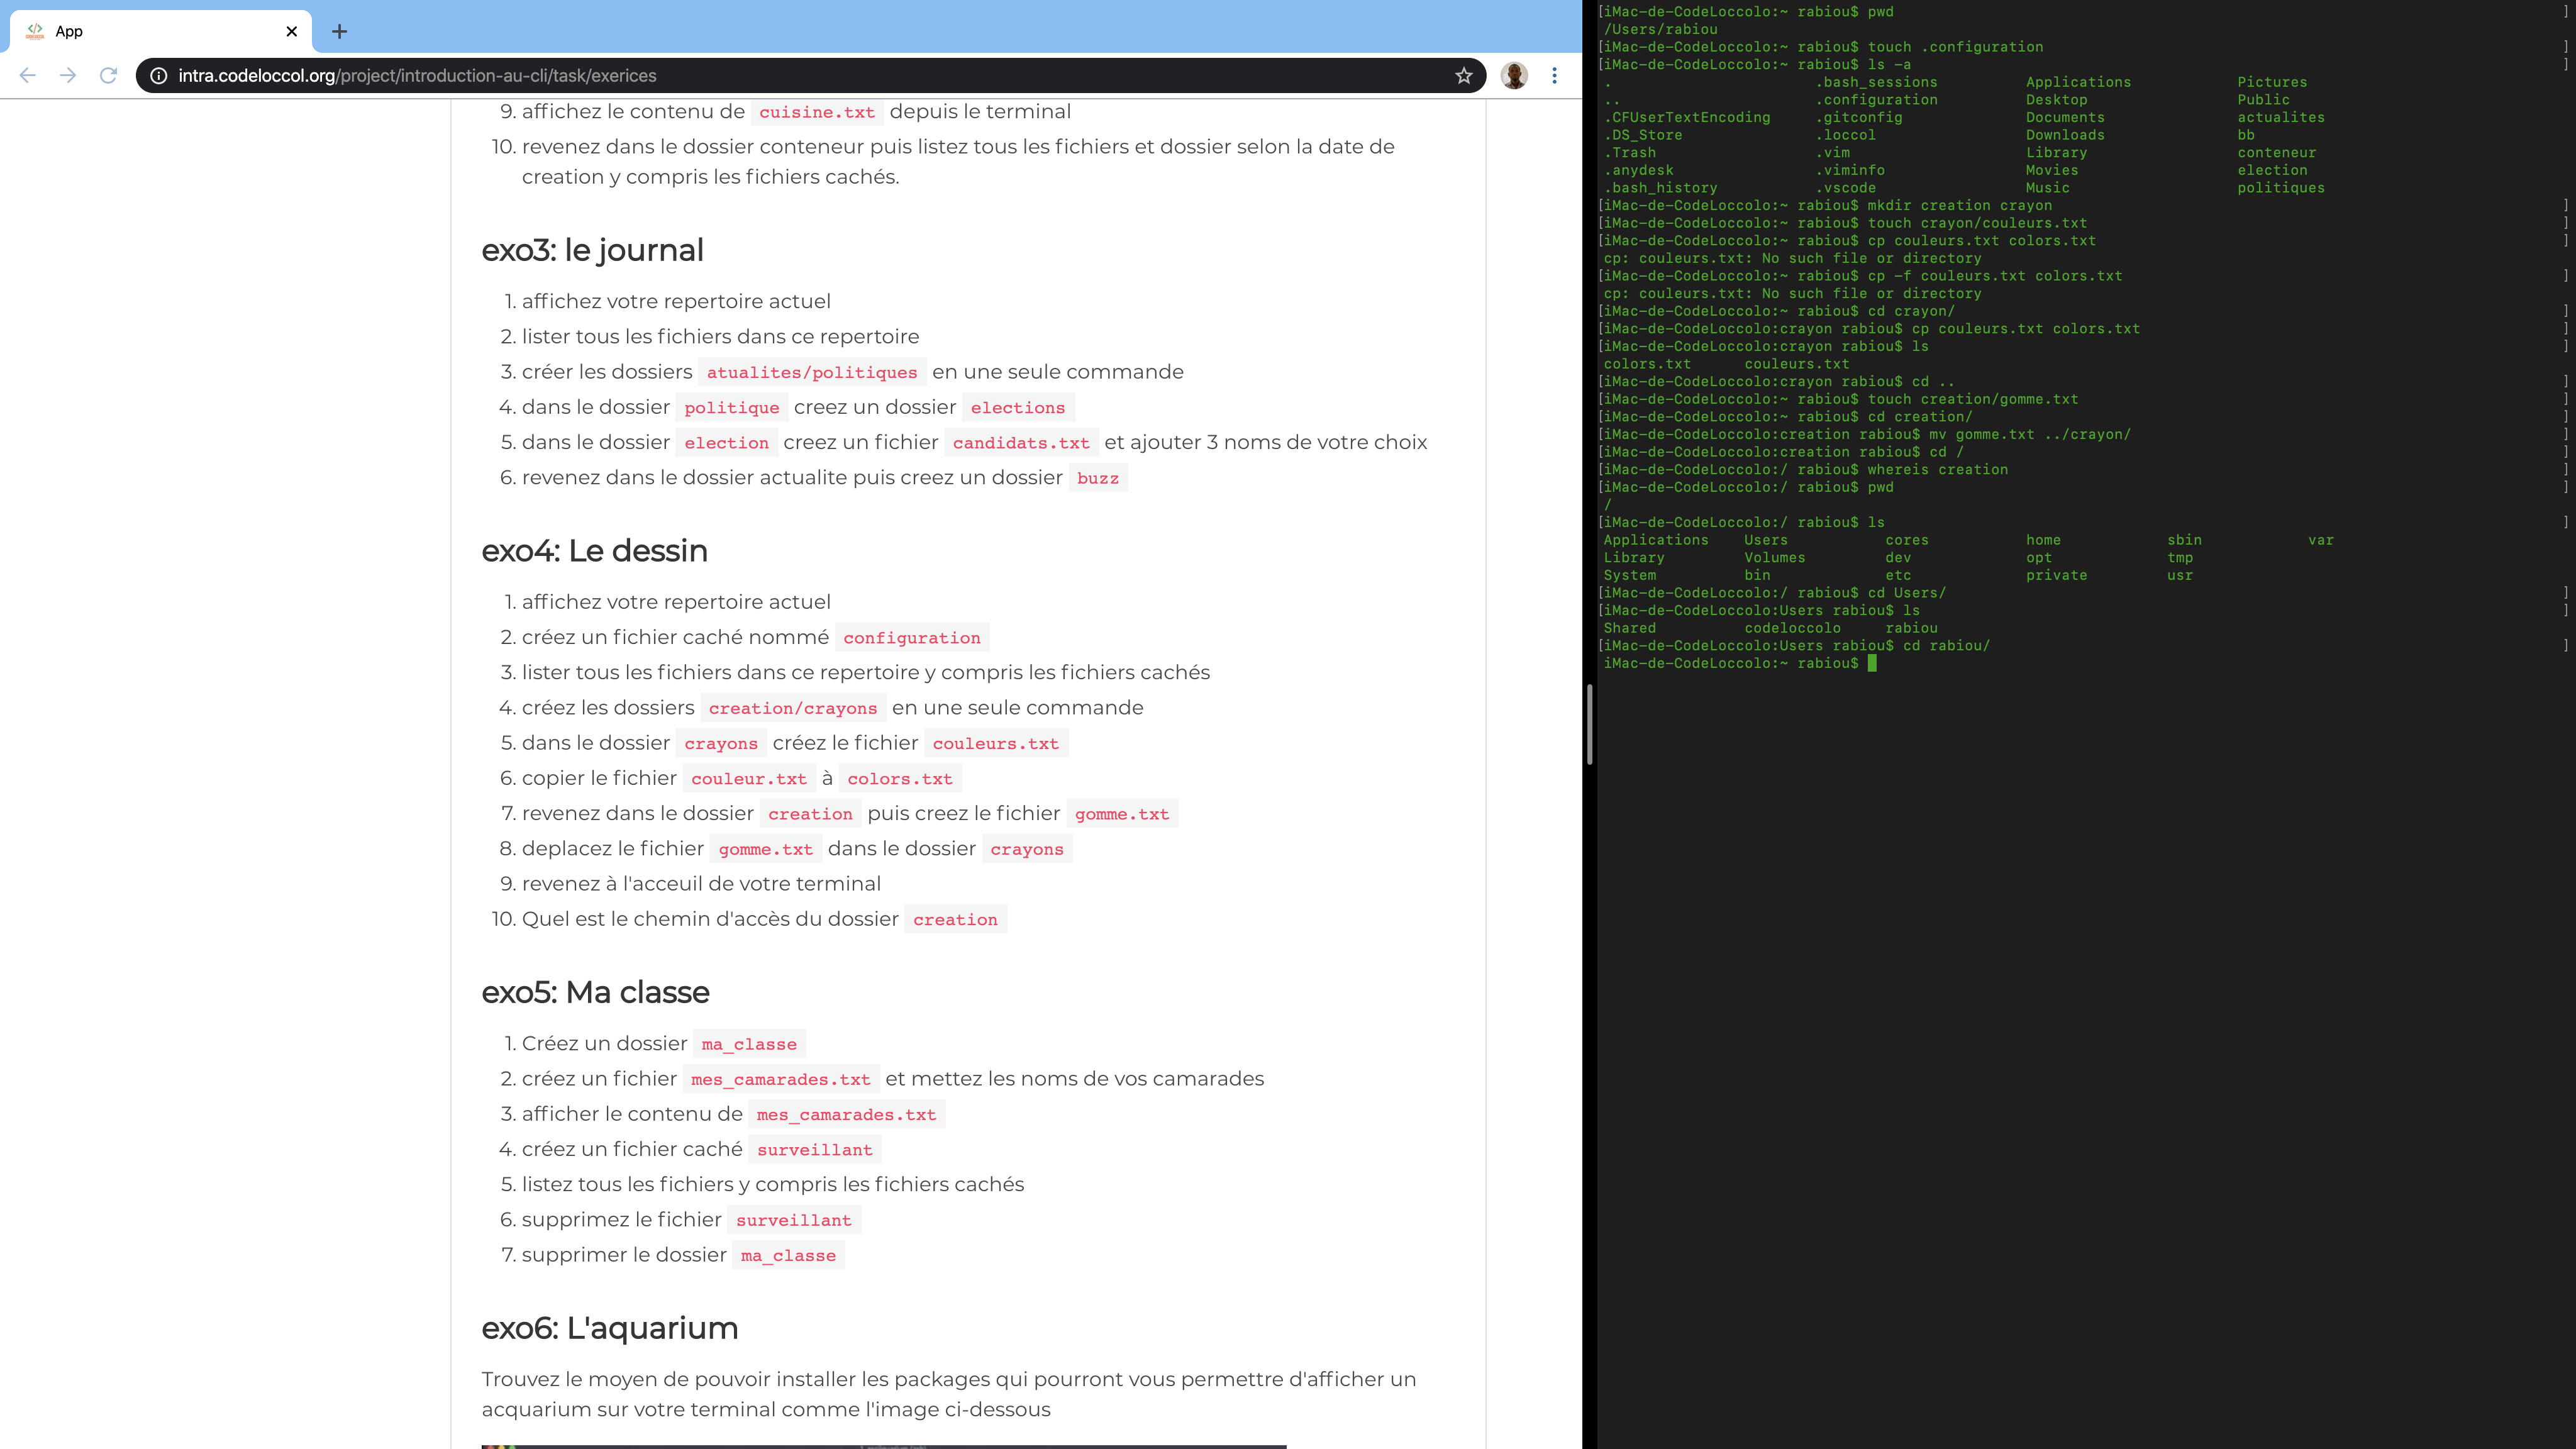 App
intra.codeloccol.org/project/introduction-au-cli/task/exerices
9. affichez le contenu de cuisine.txt depuis le terminal
10. revenez dans le dossier conteneur puis listez tous les fichiers et dossier selon la date de
creation y compris les fichiers cachés.
exo3: le journal
1. affichez votre repertoire actuel
2. lister tous les fichiers dans ce repertoire
3. créer les dossiers atualites/politiques en une seule commande
4. dans le dossier politique creez un dossier elections
5. dans le dossier election creez un fichier candidats.txt et ajouter 3 noms de votre choix
6. revenez dans le dossier actualite puis creez un dossier buzz
exo4: Le dessin
1. affichez votre repertoire actuel
2. créez un fichier caché nommé configuration
3. lister tous les fichiers dans ce repertoire y compris les fichiers cachés
4. créez les dossiers creation/crayons en une seule commande
5. dans le dossier crayons créez le fichier couleurs.txt
6. copier le fichier couleur.txt à colors.txt
7. revenez dans le dossier creation puis creez le fichier gomme.txt
8. deplacez le fichier gomme.txt dans le dossier crayons
9. revenez à l'acceuil de votre terminal
10. Quel est le chemin d'accès du dossier creation
exo5: Ma classe
1. Créez un dossier ma_classe
2. créez un fichier mes_camarades.txt et mettez les noms de vos camarades
3. afficher le contenu de mes_camarades.txt
4. créez un fichier caché surveillant
5. listez tous les fichiers y compris les fichiers cachés
6. supprimez le fichier surveillant
7. supprimer le dossier ma_classe
exo6: L'aquarium
Trouvez le moyen de pouvoir installer les packages qui pourront vous permettre d'afficher un
acquarium sur votre terminal comme l'image ci-dessous
[iMac-de-CodeLoccolo:~ rabiou$ pwd ]
/Users/rabiou
[iMac-de-CodeLoccolo:~ rabiou$ touch .configuration ]
[iMac-de-CodeLoccolo:~ rabiou$ ls -a ]
. .bash_sessions Applications Pictures
.. .configuration Desktop Public
.CFUserTextEncoding .gitconfig Documents actualites
.DS_Store .loccol Downloads bb
.Trash .vim Library conteneur
.anydesk .viminfo Movies election
.bash_history .vscode Music politiques
[iMac-de-CodeLoccolo:~ rabiou$ mkdir creation crayon ]
[iMac-de-CodeLoccolo:~ rabiou$ touch crayon/couleurs.txt ]
[iMac-de-CodeLoccolo:~ rabiou$ cp couleurs.txt colors.txt ]
cp: couleurs.txt: No such file or directory
[iMac-de-CodeLoccolo:~ rabiou$ cp -f couleurs.txt colors.txt ]
cp: couleurs.txt: No such file or directory
[iMac-de-CodeLoccolo:~ rabiou$ cd crayon/ ]
[iMac-de-CodeLoccolo:crayon rabiou$ cp couleurs.txt colors.txt ]
[iMac-de-CodeLoccolo:crayon rabiou$ ls ]
colors.txt couleurs.txt
[iMac-de-CodeLoccolo:crayon rabiou$ cd .. ]
[iMac-de-CodeLoccolo:~ rabiou$ touch creation/gomme.txt ]
[iMac-de-CodeLoccolo:~ rabiou$ cd creation/ ]
[iMac-de-CodeLoccolo:creation rabiou$ mv gomme.txt ../crayon/ ]
[iMac-de-CodeLoccolo:creation rabiou$ cd / ]
[iMac-de-CodeLoccolo:/ rabiou$ whereis creation ]
[iMac-de-CodeLoccolo:/ rabiou$ pwd ]
/
[iMac-de-CodeLoccolo:/ rabiou$ ls ]
Applications Users cores home sbin var
Library Volumes dev opt tmp
System bin etc private usr
[iMac-de-CodeLoccolo:/ rabiou$ cd Users/ ]
[iMac-de-CodeLoccolo:Users rabiou$ ls ]
Shared codeloccolo rabiou
[iMac-de-CodeLoccolo:Users rabiou$ cd rabiou/ ]
iMac-de-CodeLoccolo:~ rabiou$